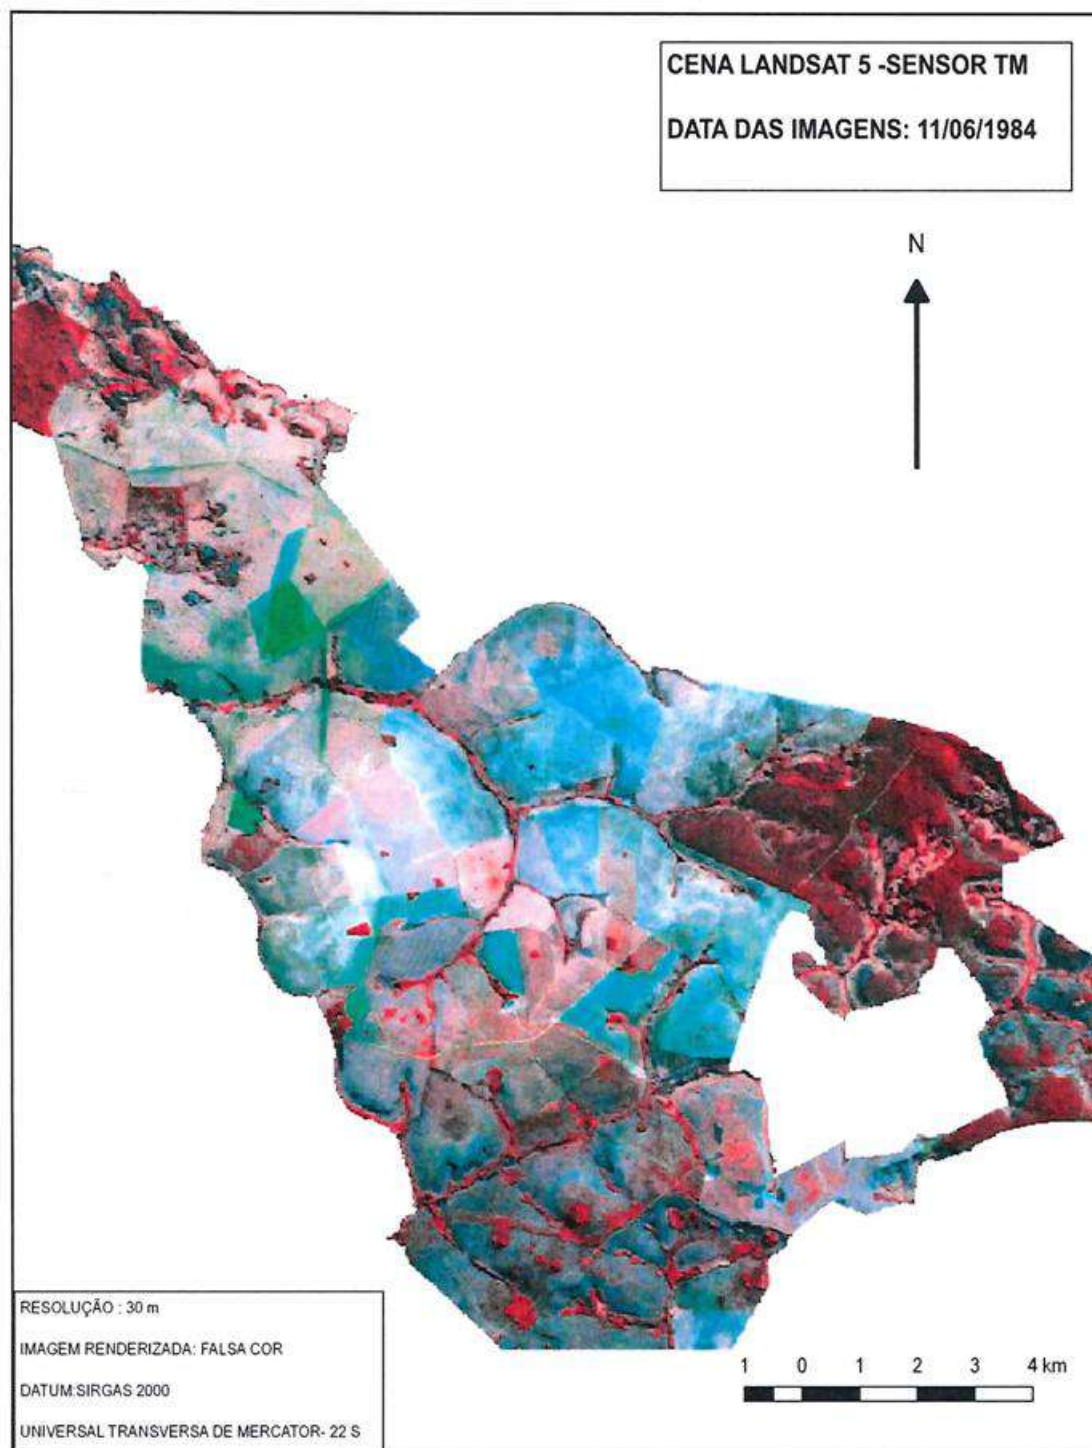 CENA LANDSAT 5 -SENSOR TM
DATA DAS IMAGENS: 11/06/1984
N
RESOLUÇÃO : 30 m
IMAGEM RENDERIZADA: FALSA COR
DATUM:SIRGAS 2000
UNIVERSAL TRANSVERSA DE MERCATOR- 22 S
1 0 1 2 3 4 km